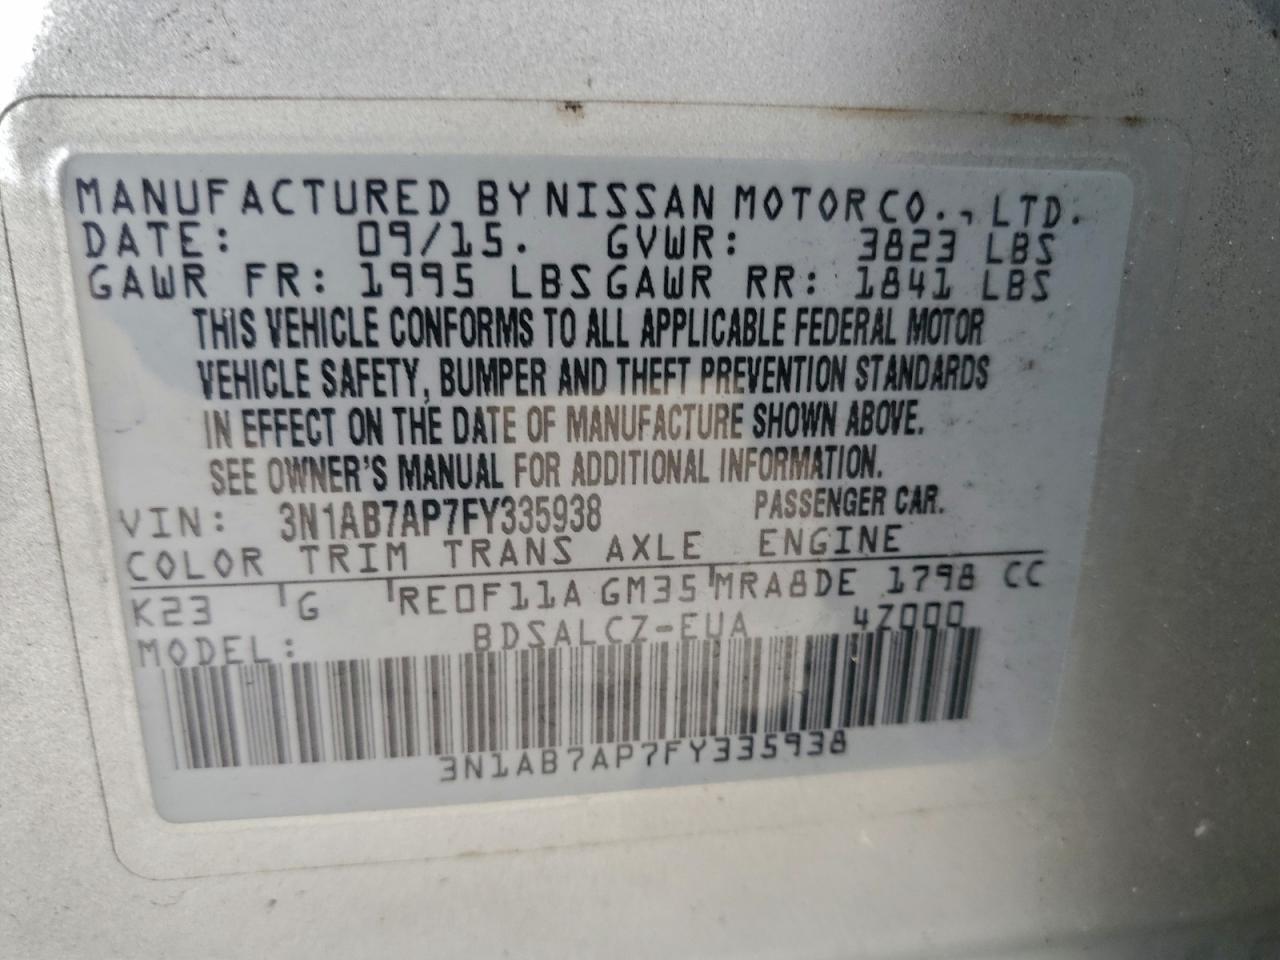 MANUFACTURED BY NISSAN MOTOR CO., LTD.
DATE: 09/15. GVWR: 3823 LBS
GAWR FR: 1995 LBS GAWR RR: 1841 LBS
THIS VEHICLE CONFORMS TO ALL APPLICABLE FEDERAL MOTOR
VEHICLE SAFETY, BUMPER AND THEFT PREVENTION STANDARDS
IN EFFECT ON THE DATE OF MANUFACTURE SHOWN ABOVE.
SEE OWNER'S MANUAL FOR ADDITIONAL INFORMATION.
VIN: 3N1AB7AP7FY335938 PASSENGER CAR.
COLOR TRIM TRANS AXLE ENGINE
K23 G RE0F11A GM35 MRA8DE 1798 CC
MODEL: BDSALCZ-EUA 4Z000
3N1AB7AP7FY335938